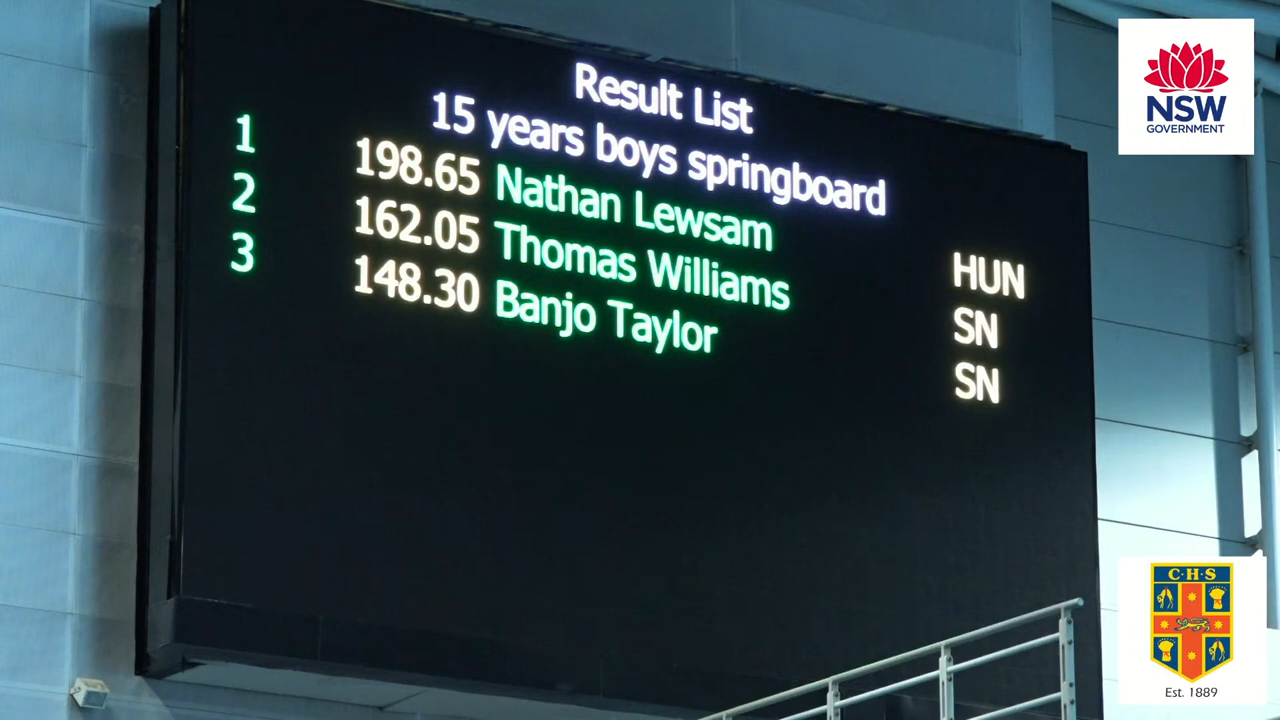 Result List
15 years boys springboard
1 198.65 Nathan Lewsam HUN
2 162.05 Thomas Williams SN
3 148.30 Banjo Taylor SN
NSW
GOVERNMENT
C·H·S
Est. 1889